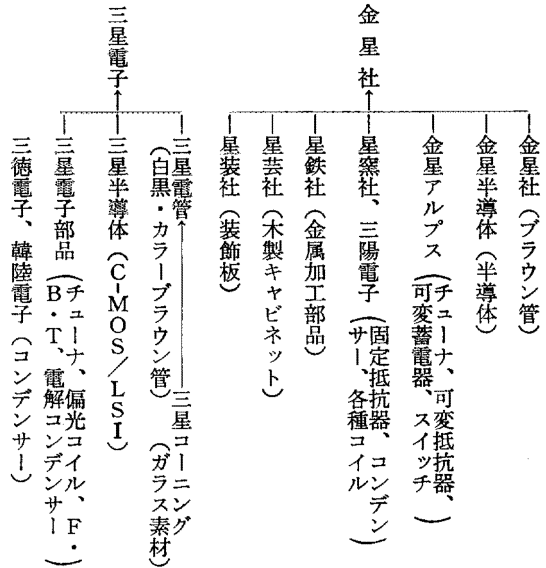 金星社
金星社（ブラウン管）
金星半導体（半導体）
金星アルプス（チューナ、可変抵抗器、可変蓄電器、スイッチ）
星窯社、三陽電子（固定抵抗器、コンデンサー、各種コイル）
星鉄社（金属加工部品）
星芸社（木製キャビネット）
星装社（装飾板）
三星電子
三星電管（白黒・カラーブラウン管）
三星コーニング（ガラス素材）
三星半導体（C-MOS／LSI）
三星電子部品（チューナ、偏光コイル、F・B・T、電解コンデンサー）
三徳電子、韓陸電子（コンデンサー）